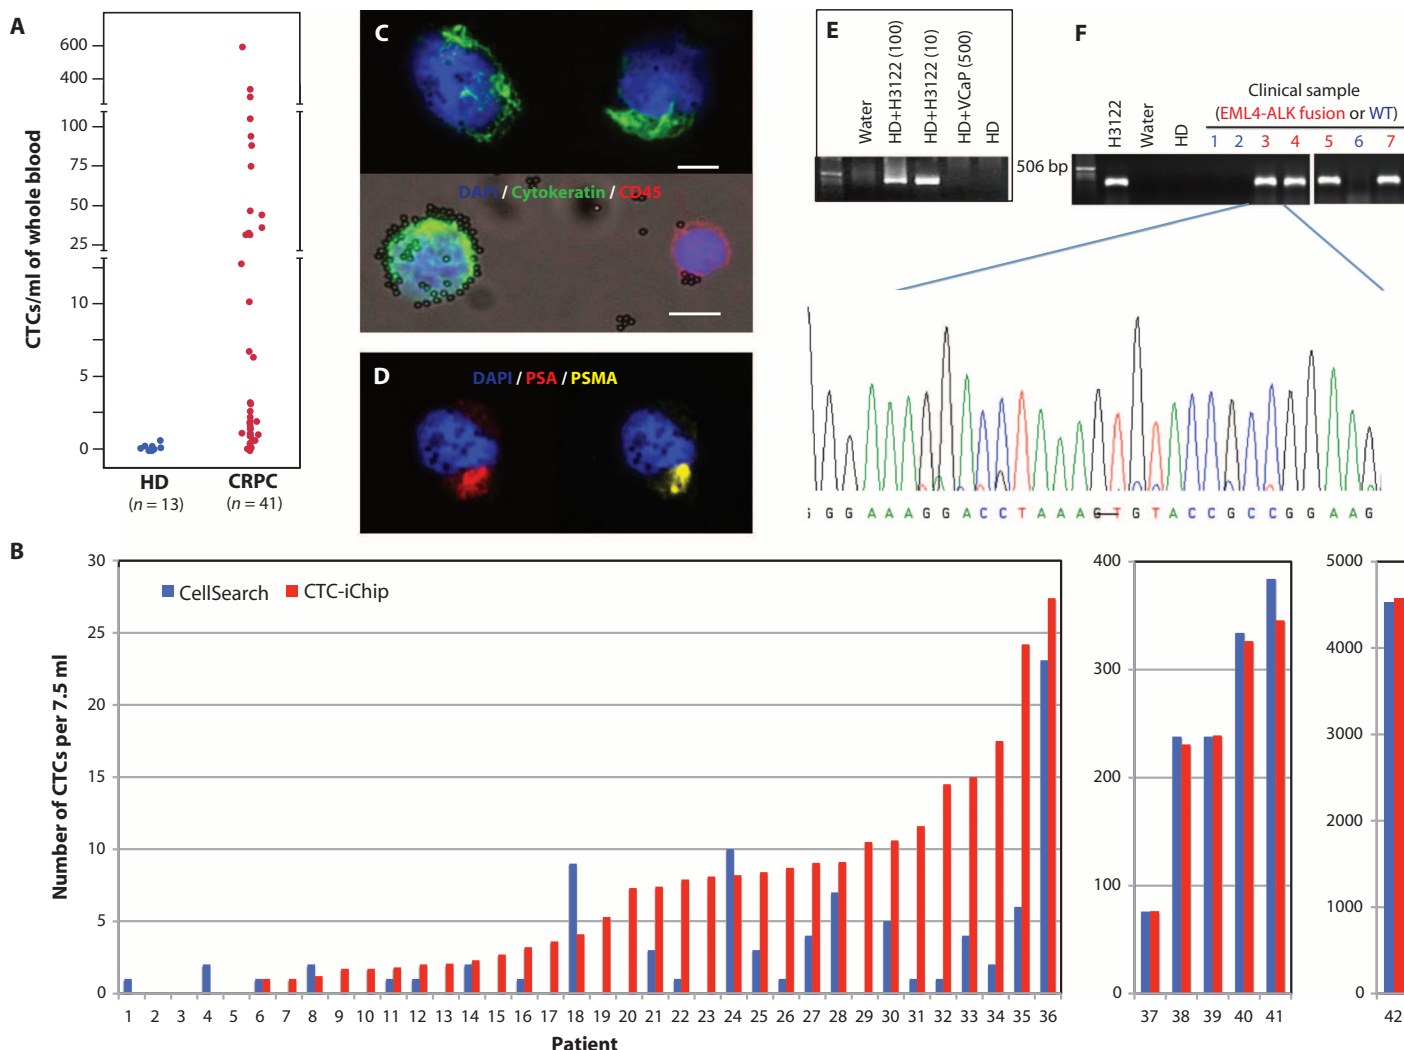 A
CTCs/ml of whole blood
600
400
100
75
50
25
10
5
0
HD
(n = 13)
CRPC
(n = 41)
C
DAPI / Cytokeratin / CD45
D
DAPI / PSA / PSMA
E
Water
HD+H3122 (100)
HD+H3122 (10)
HD+VCaP (500)
HD
506 bp
F
H3122
Water
HD
Clinical sample
(EML4-ALK fusion or WT)
1 2 3 4 5 6 7
G G A A A G G A C C T A A A G T G T A C C G C C G G A A G
B
CellSearch
CTC-iChip
Number of CTCs per 7.5 ml
30
25
20
15
10
5
0
1 2 3 4 5 6 7 8 9 10 11 12 13 14 15 16 17 18 19 20 21 22 23 24 25 26 27 28 29 30 31 32 33 34 35 36
Patient
400
300
200
100
0
37 38 39 40 41
5000
4000
3000
2000
1000
0
42